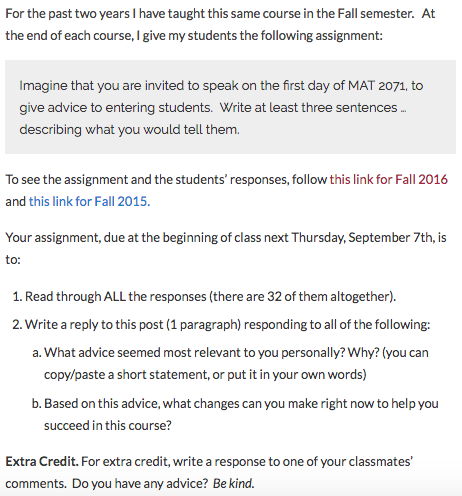 For the past two years I have taught this same course in the Fall semester.  At
the end of each course, I give my students the following assignment:
Imagine that you are invited to speak on the first day of MAT 2071, to
give advice to entering students.  Write at least three sentences …
describing what you would tell them.
To see the assignment and the students' responses, follow this link for Fall 2016
and this link for Fall 2015.
Your assignment, due at the beginning of class next Thursday, September 7th, is
to:
1. Read through ALL the responses (there are 32 of them altogether).
2. Write a reply to this post (1 paragraph) responding to all of the following:
a. What advice seemed most relevant to you personally? Why? (you can
copy/paste a short statement, or put it in your own words)
b. Based on this advice, what changes can you make right now to help you
succeed in this course?
Extra Credit. For extra credit, write a response to one of your classmates'
comments.  Do you have any advice?  Be kind.